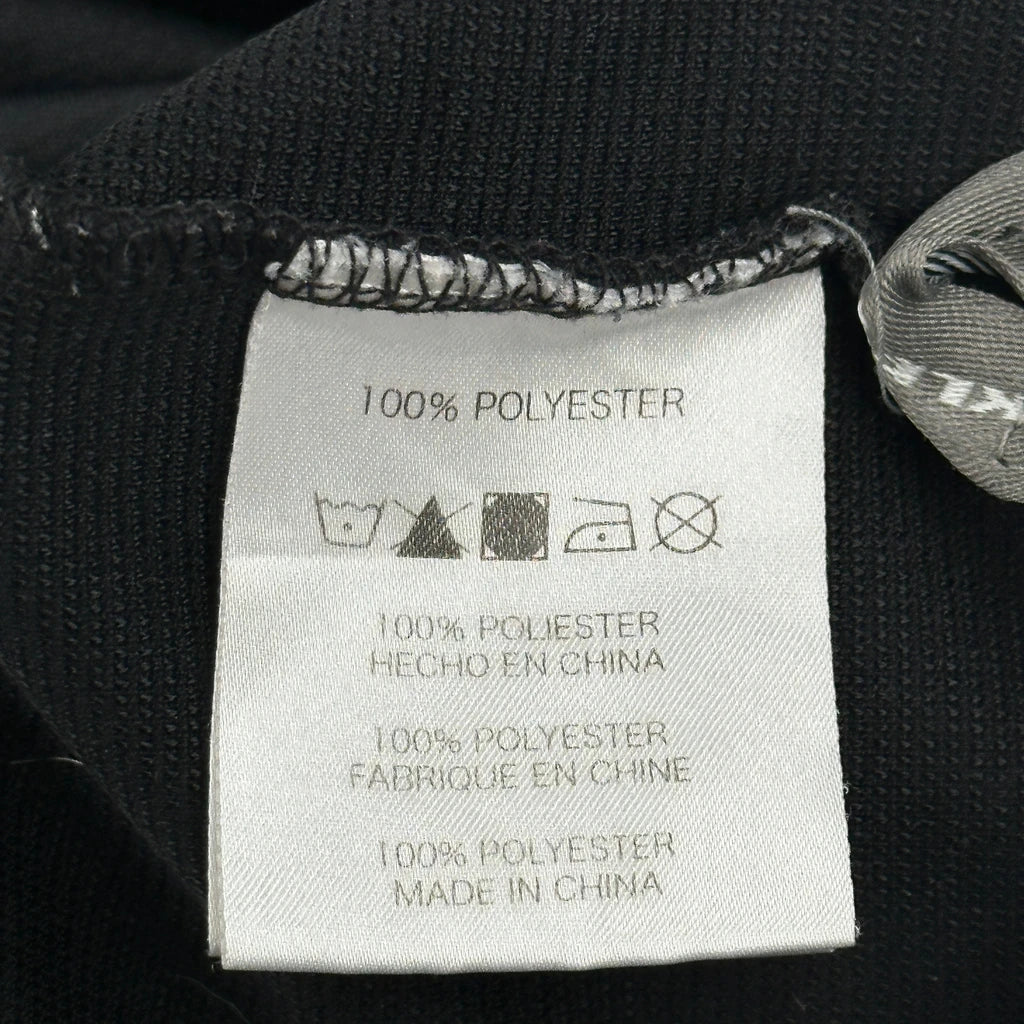 100% POLYESTER
100% POLIESTER
HECHO EN CHINA
100% POLYESTER
FABRIQUE EN CHINE
100% POLYESTER
MADE IN CHINA